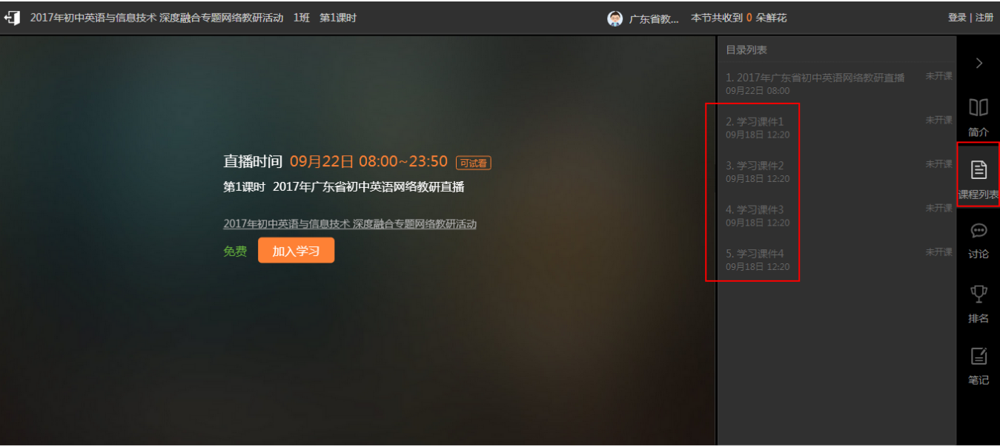 2017年初中英语与信息技术 深度融合专题网络教研活动 1班 第1课时
广东省教... 本节共收到 0 朵鲜花
登录 | 注册
直播时间 09月22日 08:00~23:50 可试看
第1课时 2017年广东省初中英语网络教研直播
2017年初中英语与信息技术 深度融合专题网络教研活动
免费 加入学习
目录列表
1. 2017年广东省初中英语网络教研直播 未开课
09月22日 08:00
2. 学习课件1 未开课
09月18日 12:20
3. 学习课件2 未开课
09月18日 12:20
4. 学习课件3 未开课
09月18日 12:20
5. 学习课件4 未开课
09月18日 12:20
简介
课程列表
讨论
排名
笔记